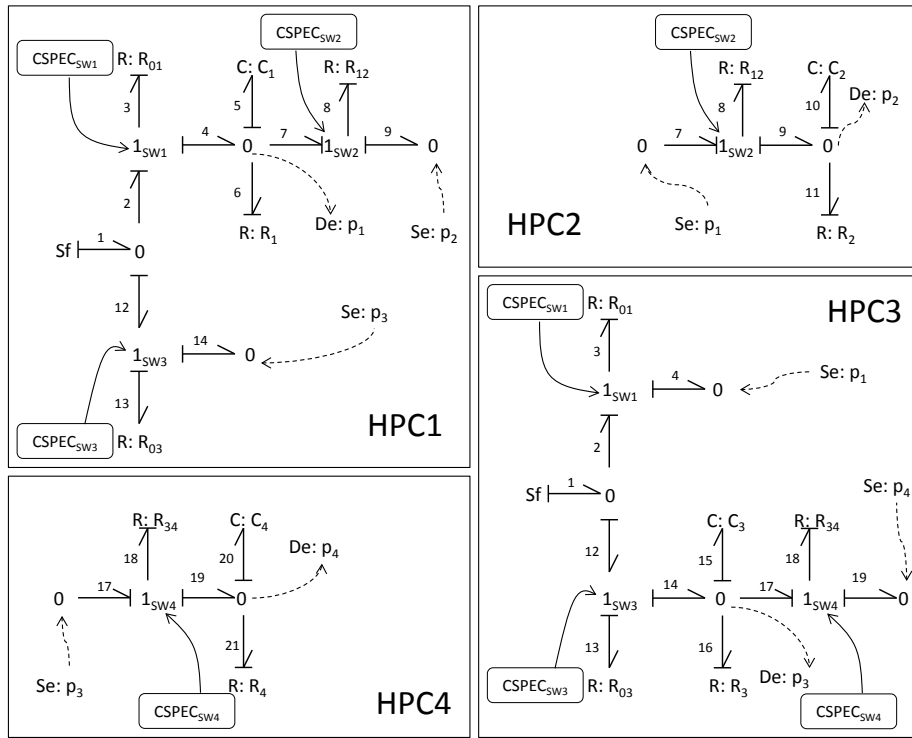 CSPEC_SW1 R: R_01
CSPEC_SW2
C: C_1 R: R_12
3 5 8
1_SW1 4 0 7 1_SW2 9 0
2 6
R: R_1 De: p_1 Se: p_2
Sf 1 0
12
Se: p_3
1_SW3 14 0
13
CSPEC_SW3 R: R_03
HPC1
CSPEC_SW2
R: R_12 C: C_2
8 10 De: p_2
0 7 1_SW2 9 0
11
Se: p_1
R: R_2
HPC2
CSPEC_SW1 R: R_01
HPC3
3
Se: p_1
1_SW1 4 0
2
Sf 1 0
Se: p_4
C: C_3 R: R_34
12 15 18
1_SW3 14 0 17 1_SW4 19 0
13 16
CSPEC_SW3 R: R_03 R: R_3 De: p_3
CSPEC_SW4
R: R_34 C: C_4
18 20 De: p_4
0 17 1_SW4 19 0
21
Se: p_3 R: R_4
CSPEC_SW4
HPC4